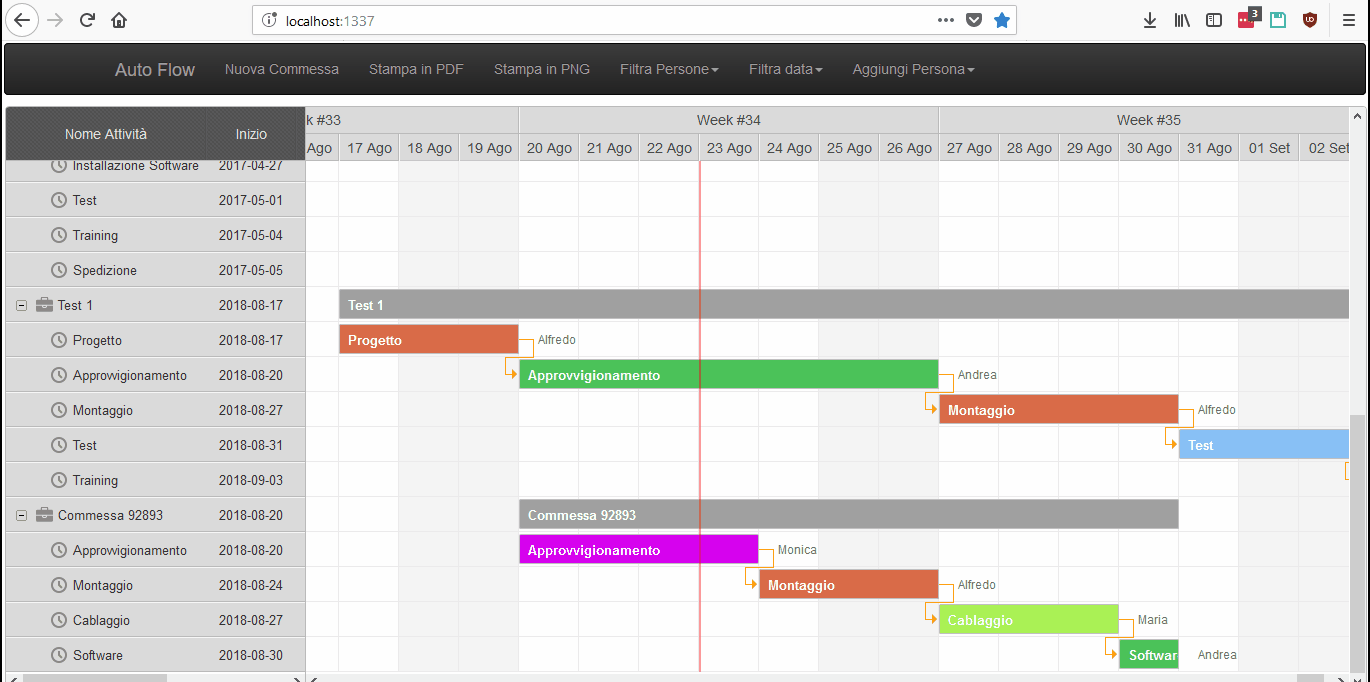 localhost:1337
3
Auto Flow Nuova Commessa Stampa in PDF Stampa in PNG Filtra Persone Filtra data Aggiungi Persona
Nome Attività Inizio
k #33 Week #34 Week #35
Ago 17 Ago 18 Ago 19 Ago 20 Ago 21 Ago 22 Ago 23 Ago 24 Ago 25 Ago 26 Ago 27 Ago 28 Ago 29 Ago 30 Ago 31 Ago 01 Set 02 Set
Installazione Software 2017-04-27
Test 2017-05-01
Training 2017-05-04
Spedizione 2017-05-05
Test 1 2018-08-17 Test 1
Progetto 2018-08-17 Progetto Alfredo
Approvvigionamento 2018-08-20 Approvvigionamento Andrea
Montaggio 2018-08-27 Montaggio Alfredo
Test 2018-08-31 Test
Training 2018-09-03
Commessa 92893 2018-08-20 Commessa 92893
Approvvigionamento 2018-08-20 Approvvigionamento Monica
Montaggio 2018-08-24 Montaggio Alfredo
Cablaggio 2018-08-27 Cablaggio Maria
Software 2018-08-30 Softwar Andrea